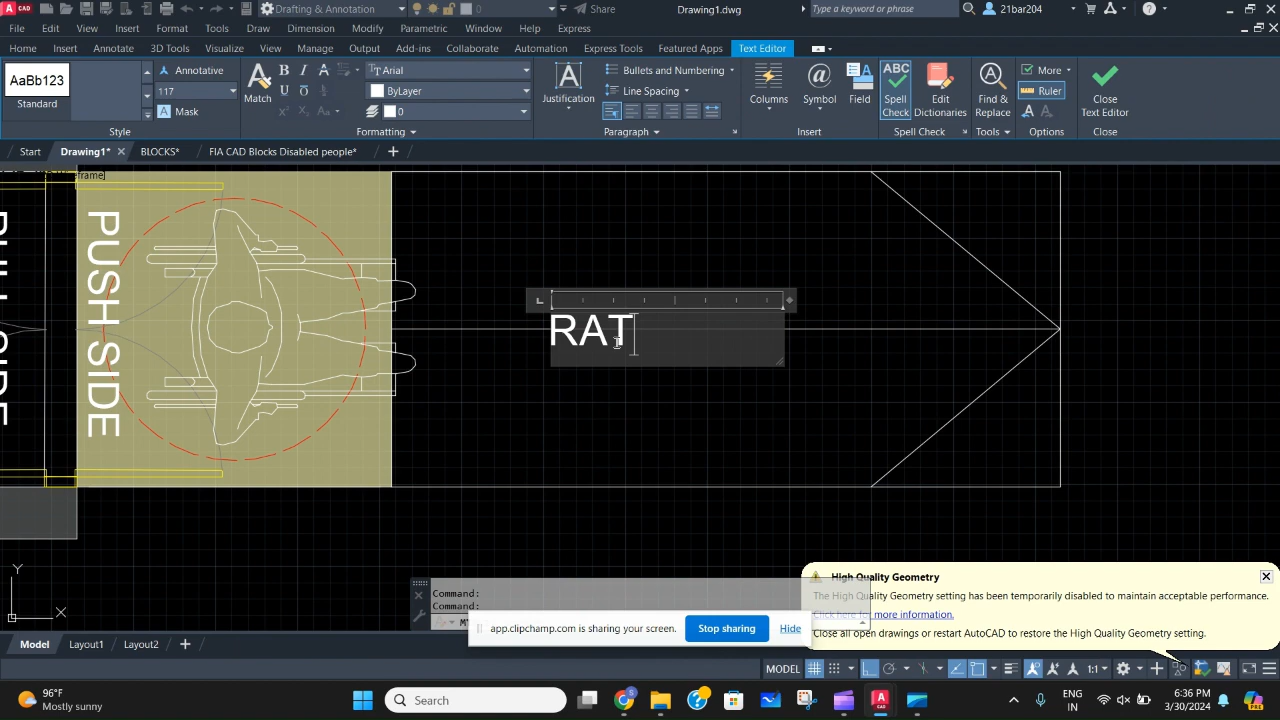 CAD
Drafting & Annotation
0
Share
Drawing1.dwg
Type a keyword or phrase
21bar204
File Edit View Insert Format Tools Draw Dimension Modify Parametric Window Help Express
Home Insert Annotate 3D Tools Visualize View Manage Output Add-ins Collaborate Automation Express Tools Featured Apps Text Editor
AaBb123
Standard
Annotative
117
Mask
Style
Match
B I A
U O
Arial
ByLayer
0
Formatting
Justification
Bullets and Numbering
Line Spacing
Paragraph
Columns
Symbol
@
Field
Insert
ABC
Spell Check
Edit Dictionaries
Spell Check
Find & Replace
Tools
More
Ruler
Options
Close Text Editor
Close
Start Drawing1* BLOCKS* FIA CAD Blocks Disabled people*
frame]
PUSH SIDE
RAT
High Quality Geometry
The High Quality Geometry setting has been temporarily disabled to maintain acceptable performance.
Click here for more information.
Close all open drawings or restart AutoCAD to restore the High Quality Geometry setting.
Command:
Command:
app.clipchamp.com is sharing your screen.
Stop sharing
Hide
Y
X
Model Layout1 Layout2
MODEL
1:1
96°F
Mostly sunny
Search
ENG
IN
6:36 PM
3/30/2024